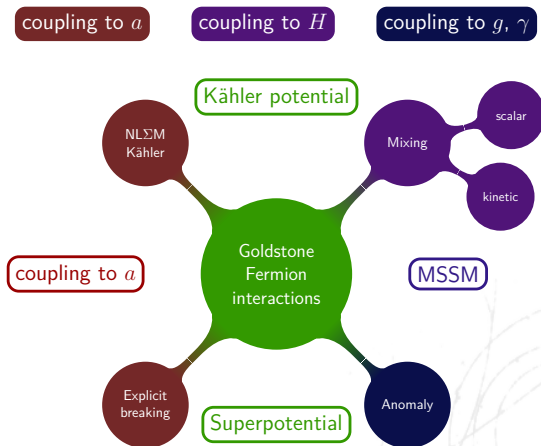 coupling to a
coupling to H
coupling to g, γ
Kähler potential
NLΣM
Kähler
Mixing
scalar
kinetic
Goldstone
Fermion
interactions
coupling to a
MSSM
Explicit
breaking
Superpotential
Anomaly